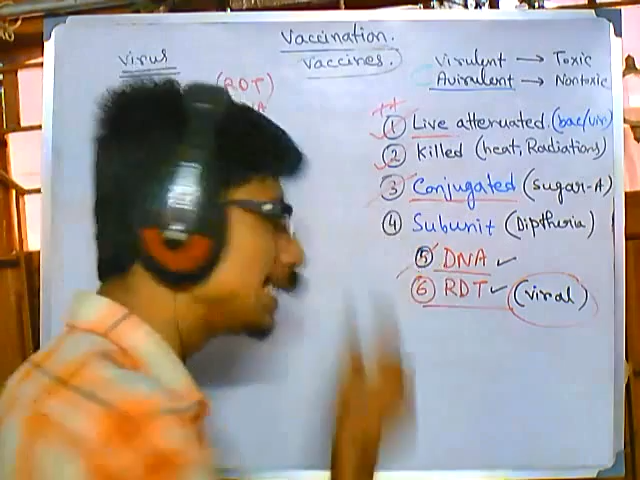 Vaccination.
Vaccines.
Virus
(RDT)
Virulent → Toxic
Avirulent → Nontoxic
++
① Live attenuated. (bac/vir)
② Killed (heat, Radiations)
③ Conjugated (Sugar-A)
④ Subunit (Diptheria)
⑤ DNA ✓
⑥ RDT ✓ (viral)